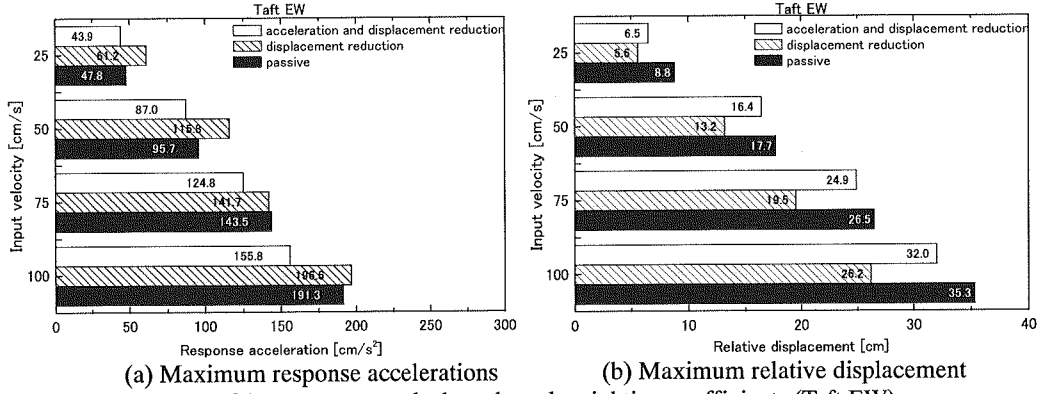 Taft EW
acceleration and displacement reduction
displacement reduction
passive
Input velocity [cm/s]
25
43.9
61.2
47.8
50
87.0
115.8
95.7
75
124.8
141.7
143.5
100
155.8
196.6
191.3
0 50 100 150 200 250 300
Response acceleration [cm/s²]
(a) Maximum response accelerations
Taft EW
acceleration and displacement reduction
displacement reduction
passive
Input velocity [cm/s]
25
6.5
5.6
8.8
50
16.4
13.2
17.7
75
24.9
19.5
26.5
100
32.0
26.2
35.3
0 10 20 30 40
Relative displacement [cm]
(b) Maximum relative displacement